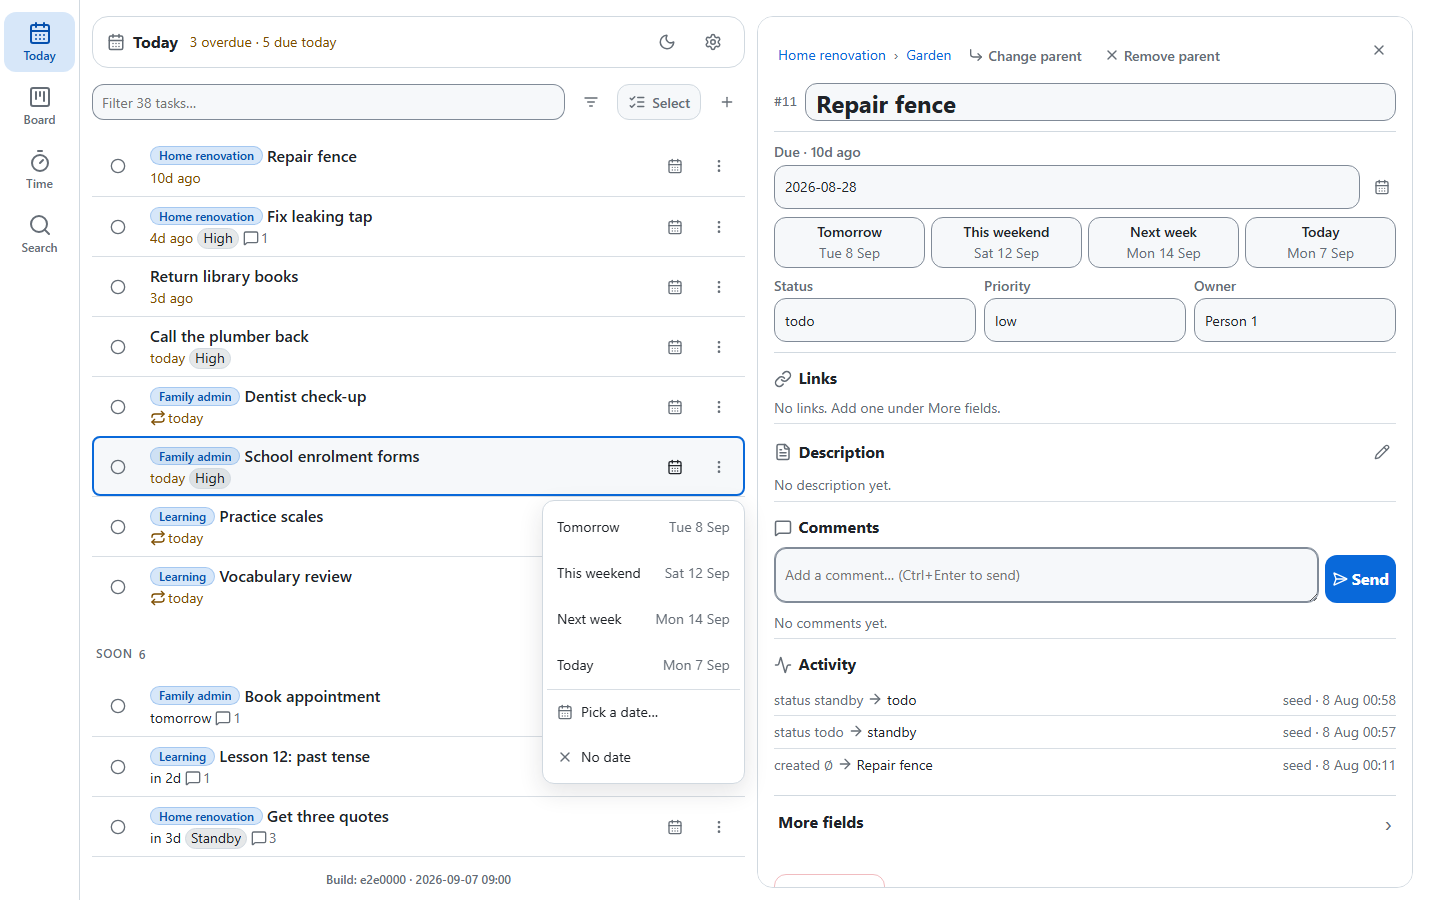 Today
Board
Time
Search
Today 3 overdue · 5 due today
Filter 38 tasks...
Select
Home renovation Repair fence
10d ago
Home renovation Fix leaking tap
4d ago High 1
Return library books
3d ago
Call the plumber back
today High
Family admin Dentist check-up
today
Family admin School enrolment forms
today High
Learning Practice scales
today
Learning Vocabulary review
today
SOON 6
Family admin Book appointment
tomorrow 1
Learning Lesson 12: past tense
in 2d 1
Home renovation Get three quotes
in 3d Standby 3
Build: e2e0000 · 2026-09-07 09:00
Tomorrow Tue 8 Sep
This weekend Sat 12 Sep
Next week Mon 14 Sep
Today Mon 7 Sep
Pick a date...
No date
Home renovation › Garden Change parent Remove parent
#11 Repair fence
Due · 10d ago
2026-08-28
Tomorrow This weekend Next week Today
Tue 8 Sep Sat 12 Sep Mon 14 Sep Mon 7 Sep
Status Priority Owner
todo low Person 1
Links
No links. Add one under More fields.
Description
No description yet.
Comments
Add a comment... (Ctrl+Enter to send)
Send
No comments yet.
Activity
status standby → todo seed · 8 Aug 00:58
status todo → standby seed · 8 Aug 00:57
created ∅ → Repair fence seed · 8 Aug 00:11
More fields